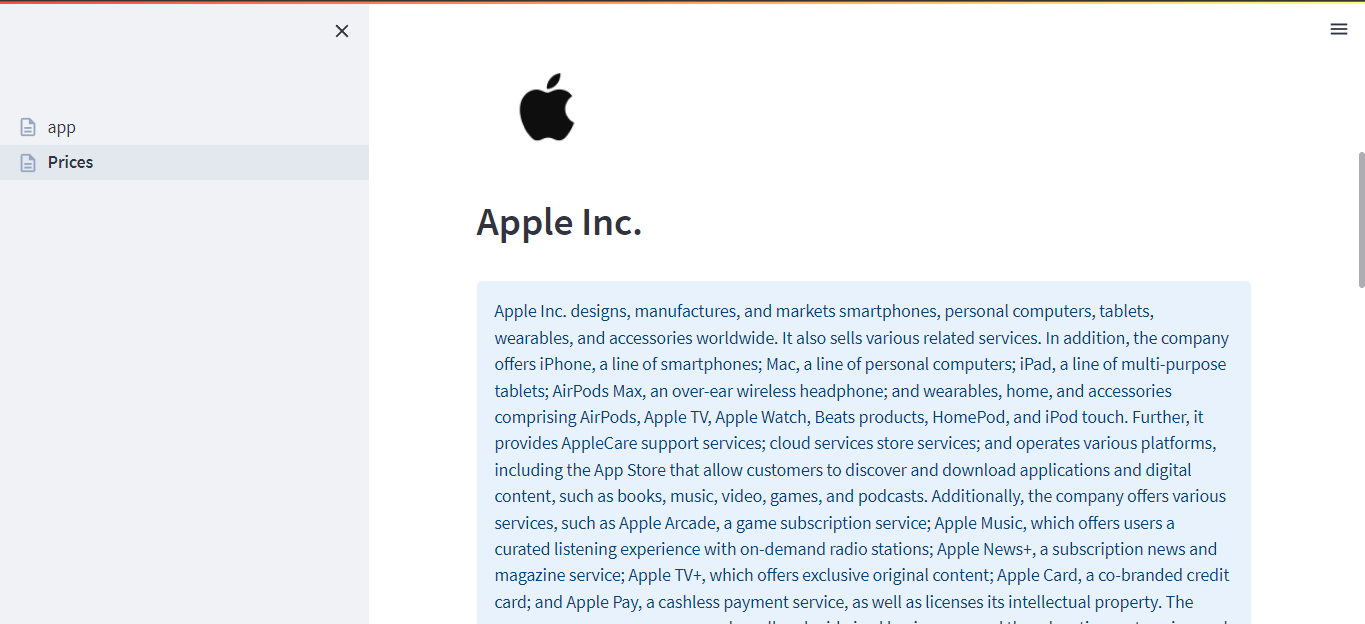 app
Prices
Apple Inc.
Apple Inc. designs, manufactures, and markets smartphones, personal computers, tablets,
wearables, and accessories worldwide. It also sells various related services. In addition, the company
offers iPhone, a line of smartphones; Mac, a line of personal computers; iPad, a line of multi-purpose
tablets; AirPods Max, an over-ear wireless headphone; and wearables, home, and accessories
comprising AirPods, Apple TV, Apple Watch, Beats products, HomePod, and iPod touch. Further, it
provides AppleCare support services; cloud services store services; and operates various platforms,
including the App Store that allow customers to discover and download applications and digital
content, such as books, music, video, games, and podcasts. Additionally, the company offers various
services, such as Apple Arcade, a game subscription service; Apple Music, which offers users a
curated listening experience with on-demand radio stations; Apple News+, a subscription news and
magazine service; Apple TV+, which offers exclusive original content; Apple Card, a co-branded credit
card; and Apple Pay, a cashless payment service, as well as licenses its intellectual property. The